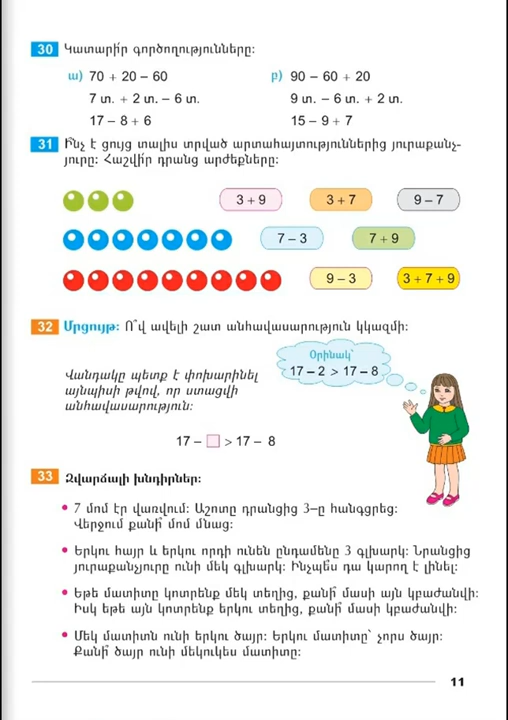 30 Կատարի՛ր գործողությունները։
ա) 70 + 20 – 60
բ) 90 – 60 + 20
7 տ. + 2 տ. – 6 տ.
9 տ. – 6 տ. + 2 տ.
17 – 8 + 6
15 – 9 + 7
31 Ի՞նչ է ցույց տալիս տրված արտահայտություններից յուրաքանչ-
յուրը։ Հաշվի՛ր դրանց արժեքները։
3 + 9
3 + 7
9 – 7
7 – 3
7 + 9
9 – 3
3 + 7 + 9
32 Մրցույթ։ Ո՞վ ավելի շատ անհավասարություն կկազմի։
Վանդակը պետք է փոխարինել
այնպիսի թվով, որ ստացվի
անհավասարություն։
Օրինակ՝
17 – 2 > 17 – 8
17 – □ > 17 – 8
33 Զվարճալի խնդիրներ։
• 7 մոմ էր վառվում։ Աշոտը դրանցից 3–ը հանգցրեց։
Վերջում քանի՞ մոմ մնաց։
• Երկու հայր և երկու որդի ունեն ընդամենը 3 գլխարկ։ Նրանցից
յուրաքանչյուրը ունի մեկ գլխարկ։ Ինչպե՞ս դա կարող է լինել։
• Եթե մատիտը կոտրենք մեկ տեղից, քանի՞ մասի այն կբաժանվի։
Իսկ եթե այն կոտրենք երկու տեղից, քանի՞ մասի կբաժանվի։
• Մեկ մատիտն ունի երկու ծայր։ Երկու մատիտը՝ չորս ծայր։
Քանի՞ ծայր ունի մեկուկես մատիտը։
11